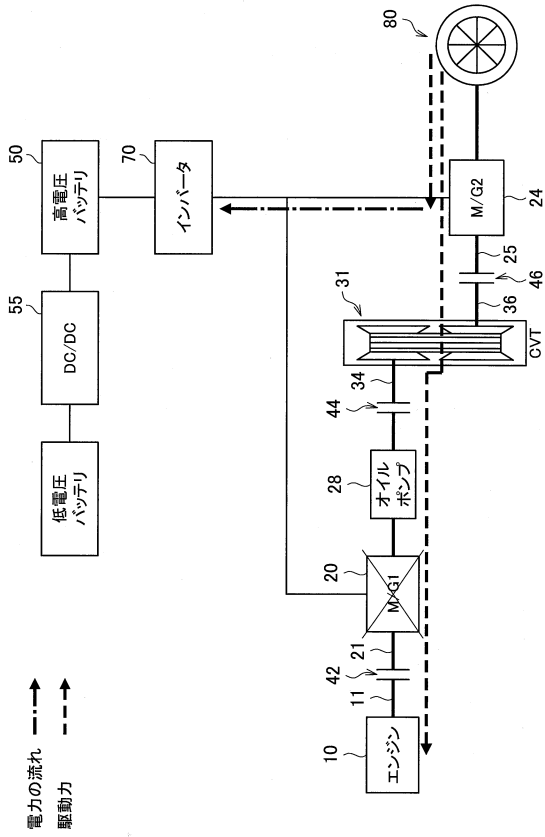 電力の流れ
駆動力
低電圧
バッテリ
55
DC/DC
50
高電圧
バッテリ
70
インバータ
10
エンジン
11
42
21
20
M/G1
28
オイル
ポンプ
44
34
31
CVT
36
46
25
M/G2
24
80